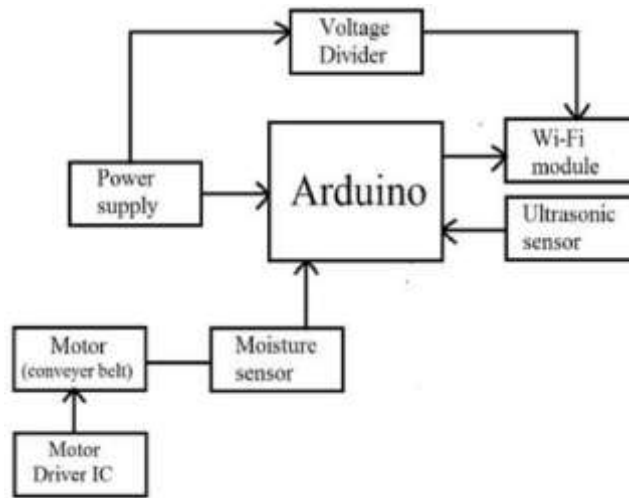 Voltage
Divider
Power
supply
Arduino
Wi-Fi
module
Ultrasonic
sensor
Motor
(conveyer belt)
Moisture
sensor
Motor
Driver IC